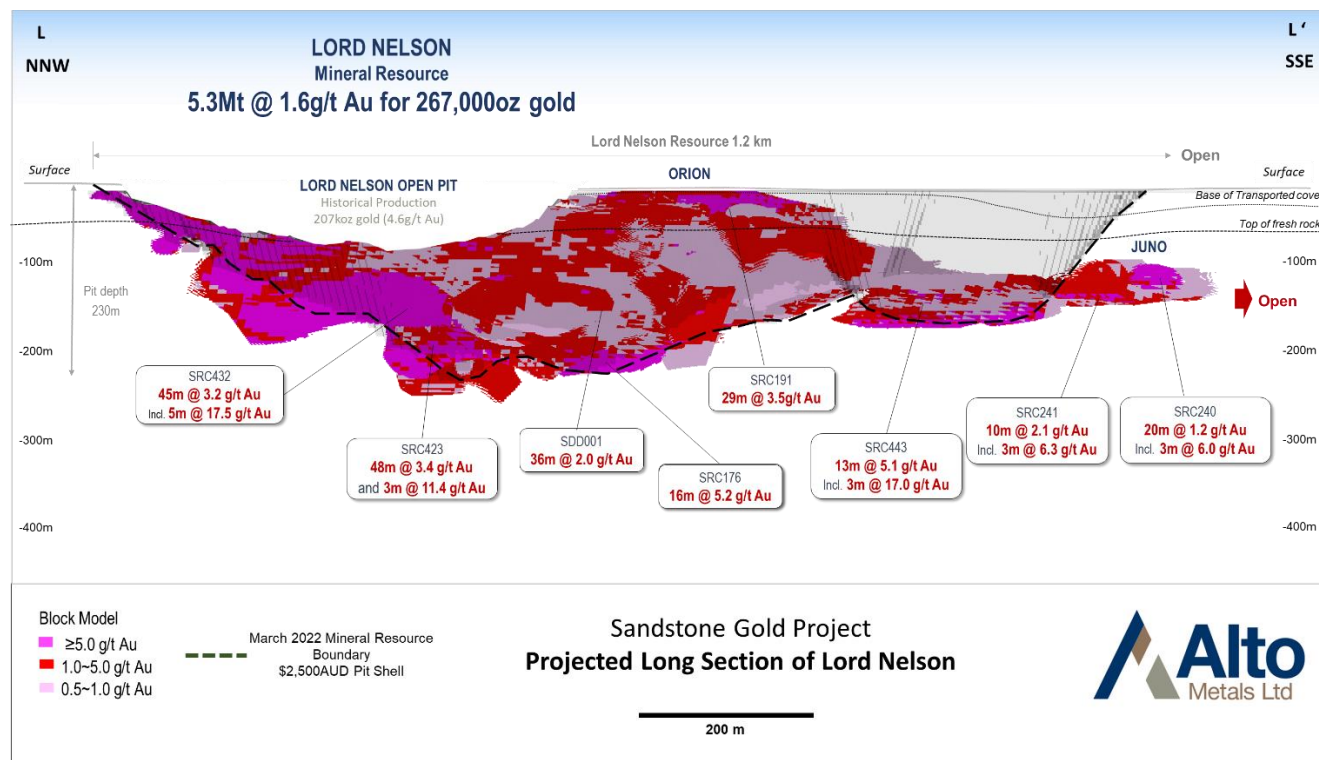 L
NNW
L ‘
SSE
LORD NELSON
Mineral Resource
5.3Mt @ 1.6g/t Au for 267,000oz gold
Lord Nelson Resource 1.2 km
Open
Surface
Surface
LORD NELSON OPEN PIT
Historical Production
207koz gold (4.6g/t Au)
ORION
Base of Transported cover
Top of fresh rock
JUNO
-100m
-100m
Pit depth
230m
Open
-200m
-200m
SRC432
45m @ 3.2 g/t Au
Incl. 5m @ 17.5 g/t Au
SRC423
48m @ 3.4 g/t Au
and 3m @ 11.4 g/t Au
SDD001
36m @ 2.0 g/t Au
SRC176
16m @ 5.2 g/t Au
SRC191
29m @ 3.5g/t Au
SRC443
13m @ 5.1 g/t Au
Incl. 3m @ 17.0 g/t Au
SRC241
10m @ 2.1 g/t Au
Incl. 3m @ 6.3 g/t Au
SRC240
20m @ 1.2 g/t Au
Incl. 3m @ 6.0 g/t Au
-300m
-300m
-400m
-400m
Block Model
≥5.0 g/t Au
1.0~5.0 g/t Au
0.5~1.0 g/t Au
March 2022 Mineral Resource
Boundary
$2,500AUD Pit Shell
Sandstone Gold Project
Projected Long Section of Lord Nelson
200 m
Alto
Metals Ltd